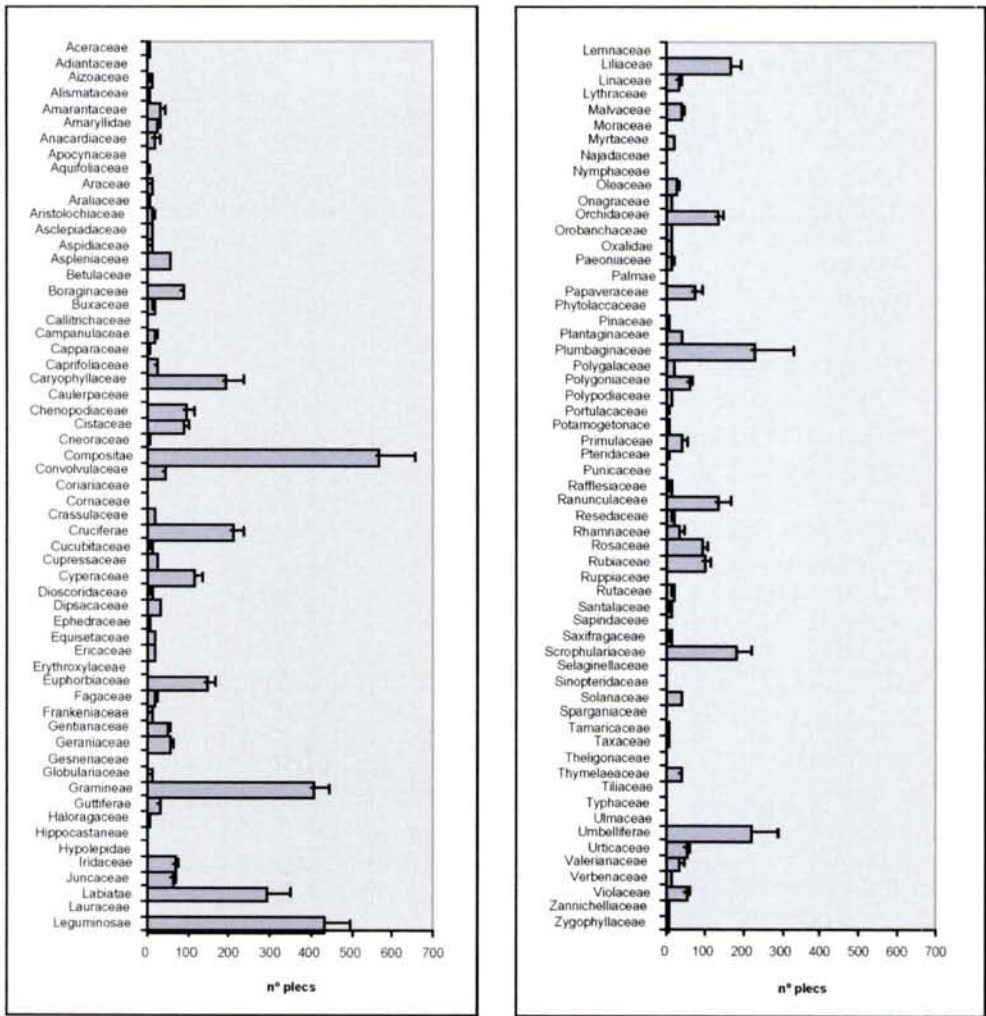 Aceraceae
Adiantaceae
Aizoaceae
Alismataceae
Amarantaceae
Amaryllidae
Anacardiaceae
Apocynaceae
Aquifoliaceae
Araceae
Araliaceae
Aristolochiaceae
Asclepiadaceae
Aspidiaceae
Aspleniaceae
Betulaceae
Boraginaceae
Buxaceae
Callitrichaceae
Campanulaceae
Capparaceae
Caprifoliaceae
Caryophyllaceae
Caulerpaceae
Chenopodiaceae
Cistaceae
Cneoraceae
Compositae
Convolvulaceae
Coriariaceae
Cornaceae
Crassulaceae
Cruciferae
Cucubitaceae
Cupressaceae
Cyperaceae
Dioscoridaceae
Dipsacaceae
Ephedraceae
Equisetaceae
Ericaceae
Erythroxylaceae
Euphorbiaceae
Fagaceae
Frankeniaceae
Gentianaceae
Geraniaceae
Gesneriaceae
Globulariaceae
Gramineae
Guttiferae
Haloragaceae
Hippocastaneae
Hypolepidae
Iridaceae
Juncaceae
Labiatae
Lauraceae
Leguminosae
0 100 200 300 400 500 600 700
nº plecs
Lemnaceae
Liliaceae
Linaceae
Lythraceae
Malvaceae
Moraceae
Myrtaceae
Najadaceae
Nymphaceae
Oleaceae
Onagraceae
Orchidaceae
Orobanchaceae
Oxalidae
Paeoniaceae
Palmae
Papaveraceae
Phytolaccaceae
Pinaceae
Plantaginaceae
Plumbaginaceae
Polygalaceae
Polygoniaceae
Polypodiaceae
Portulacaceae
Potamogetonace
Primulaceae
Pteridaceae
Punicaceae
Rafflesiaceae
Ranunculaceae
Resedaceae
Rhamnaceae
Rosaceae
Rubiaceae
Ruppiaceae
Rutaceae
Santalaceae
Sapindaceae
Saxifragaceae
Scrophulariaceae
Selaginellaceae
Sinopteridaceae
Solanaceae
Sparganiaceae
Tamaricaceae
Taxaceae
Theligonaceae
Thymelaeaceae
Tiliaceae
Typhaceae
Ulmaceae
Umbelliferae
Urticaceae
Valerianaceae
Verbenaceae
Violaceae
Zannichelliaceae
Zygophyllaceae
0 100 200 300 400 500 600 700
nº plecs